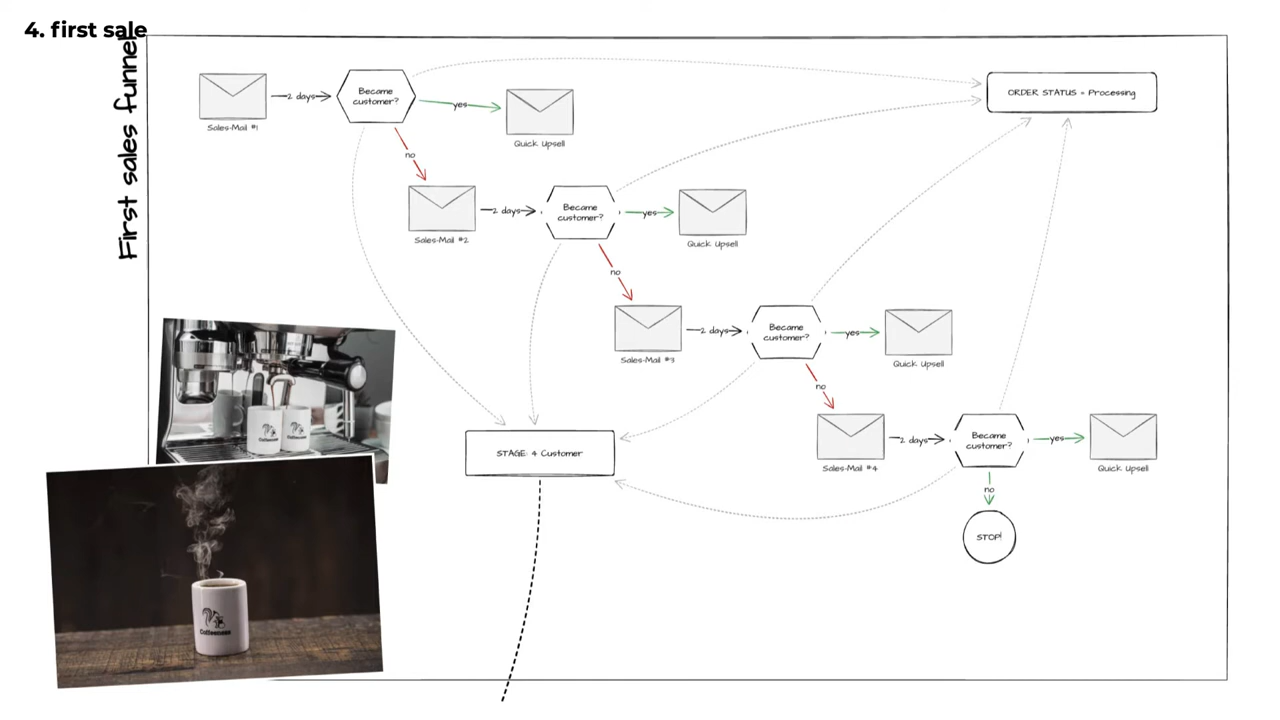 4. first sale
First sales funnel
Sales-Mail #1
2 days
Became
customer?
yes
Quick Upsell
ORDER STATUS = Processing
no
Sales-Mail #2
2 days
Became
customer?
yes
Quick Upsell
no
Sales-Mail #3
2 days
Became
customer?
yes
Quick Upsell
no
Sales-Mail #4
2 days
Became
customer?
yes
Quick Upsell
no
STOP!
STAGE: 4 Customer
Coffeeness
Coffeeness
Coffeeness